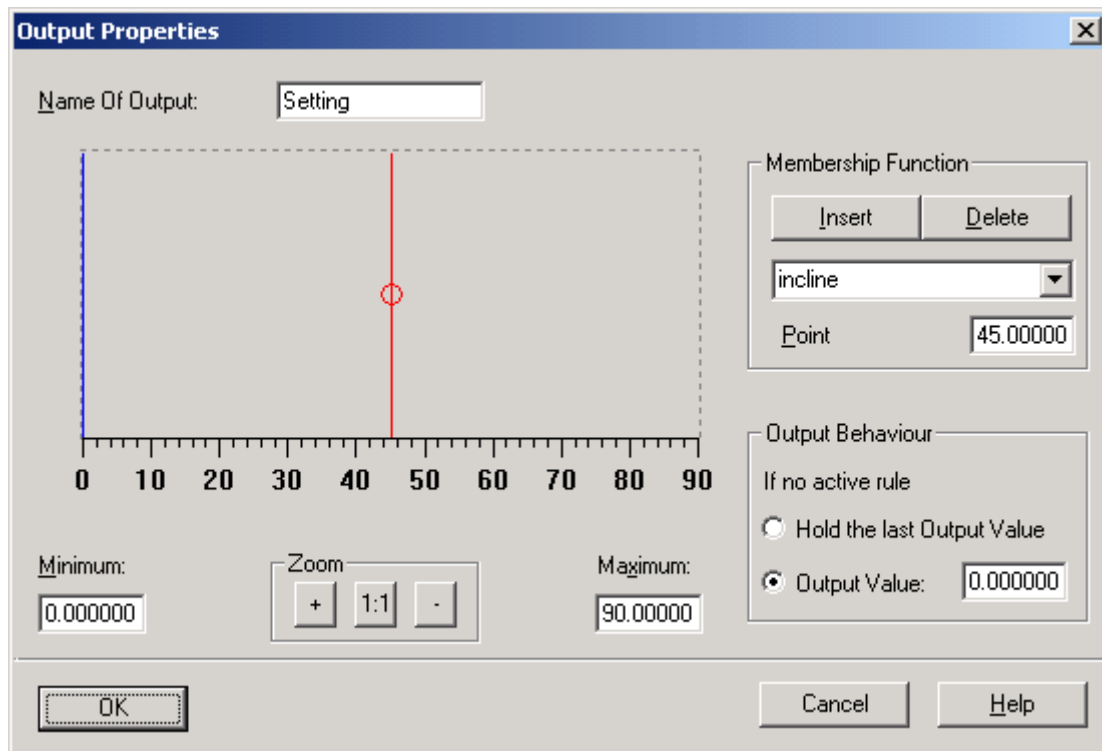 Output Properties
Name Of Output: Setting
Membership Function
Insert Delete
incline
Point 45.00000
0 10 20 30 40 50 60 70 80 90
Output Behaviour
If no active rule
Hold the last Output Value
Output Value: 0.000000
Minimum: Zoom Maximum:
0.000000 + 1:1 - 90.00000
OK Cancel Help